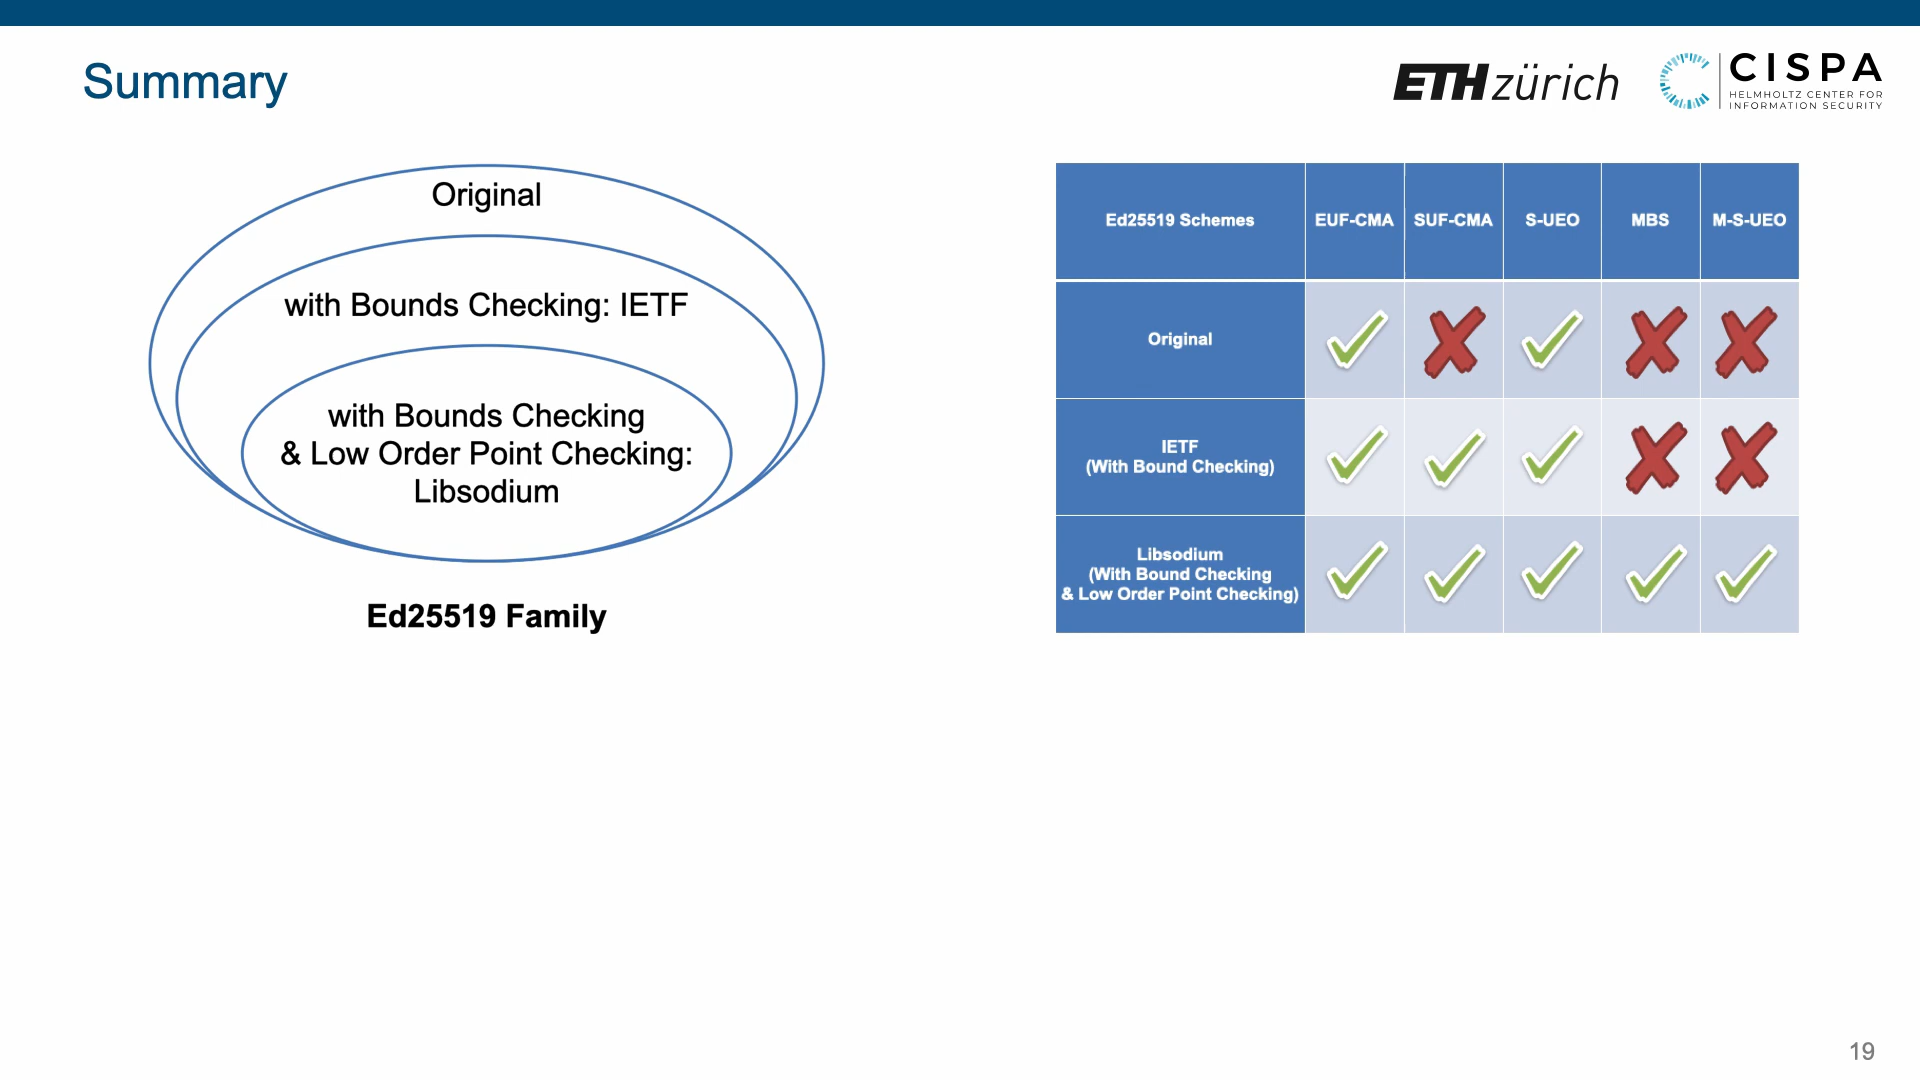 Summary
ETH zürich
CISPA
HELMHOLTZ CENTER FOR
INFORMATION SECURITY
Original
with Bounds Checking: IETF
with Bounds Checking
& Low Order Point Checking:
Libsodium
Ed25519 Family
Ed25519 Schemes EUF-CMA SUF-CMA S-UEO MBS M-S-UEO
Original
IETF
(With Bound Checking)
Libsodium
(With Bound Checking
& Low Order Point Checking)
19